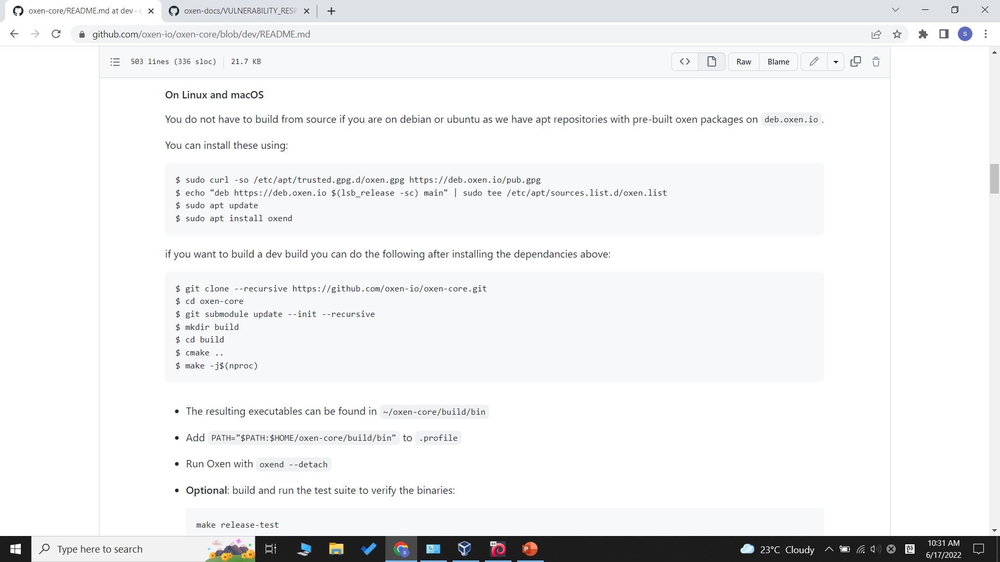 oxen-core/README.md at dev · c
oxen-docs/VULNERABILITY_RESP
github.com/oxen-io/oxen-core/blob/dev/README.md
S
503 lines (336 sloc) 21.7 KB
Raw
Blame
On Linux and macOS
You do not have to build from source if you are on debian or ubuntu as we have apt repositories with pre-built oxen packages on deb.oxen.io .
You can install these using:
$ sudo curl -so /etc/apt/trusted.gpg.d/oxen.gpg https://deb.oxen.io/pub.gpg
$ echo "deb https://deb.oxen.io $(lsb_release -sc) main" | sudo tee /etc/apt/sources.list.d/oxen.list
$ sudo apt update
$ sudo apt install oxend
if you want to build a dev build you can do the following after installing the dependancies above:
$ git clone --recursive https://github.com/oxen-io/oxen-core.git
$ cd oxen-core
$ git submodule update --init --recursive
$ mkdir build
$ cd build
$ cmake ..
$ make -j$(nproc)
• The resulting executables can be found in ~/oxen-core/build/bin
• Add PATH="$PATH:$HOME/oxen-core/build/bin" to .profile
• Run Oxen with oxend --detach
• Optional: build and run the test suite to verify the binaries:
make release-test
Type here to search
S
64
P
23°C Cloudy
한
10:31 AM
6/17/2022